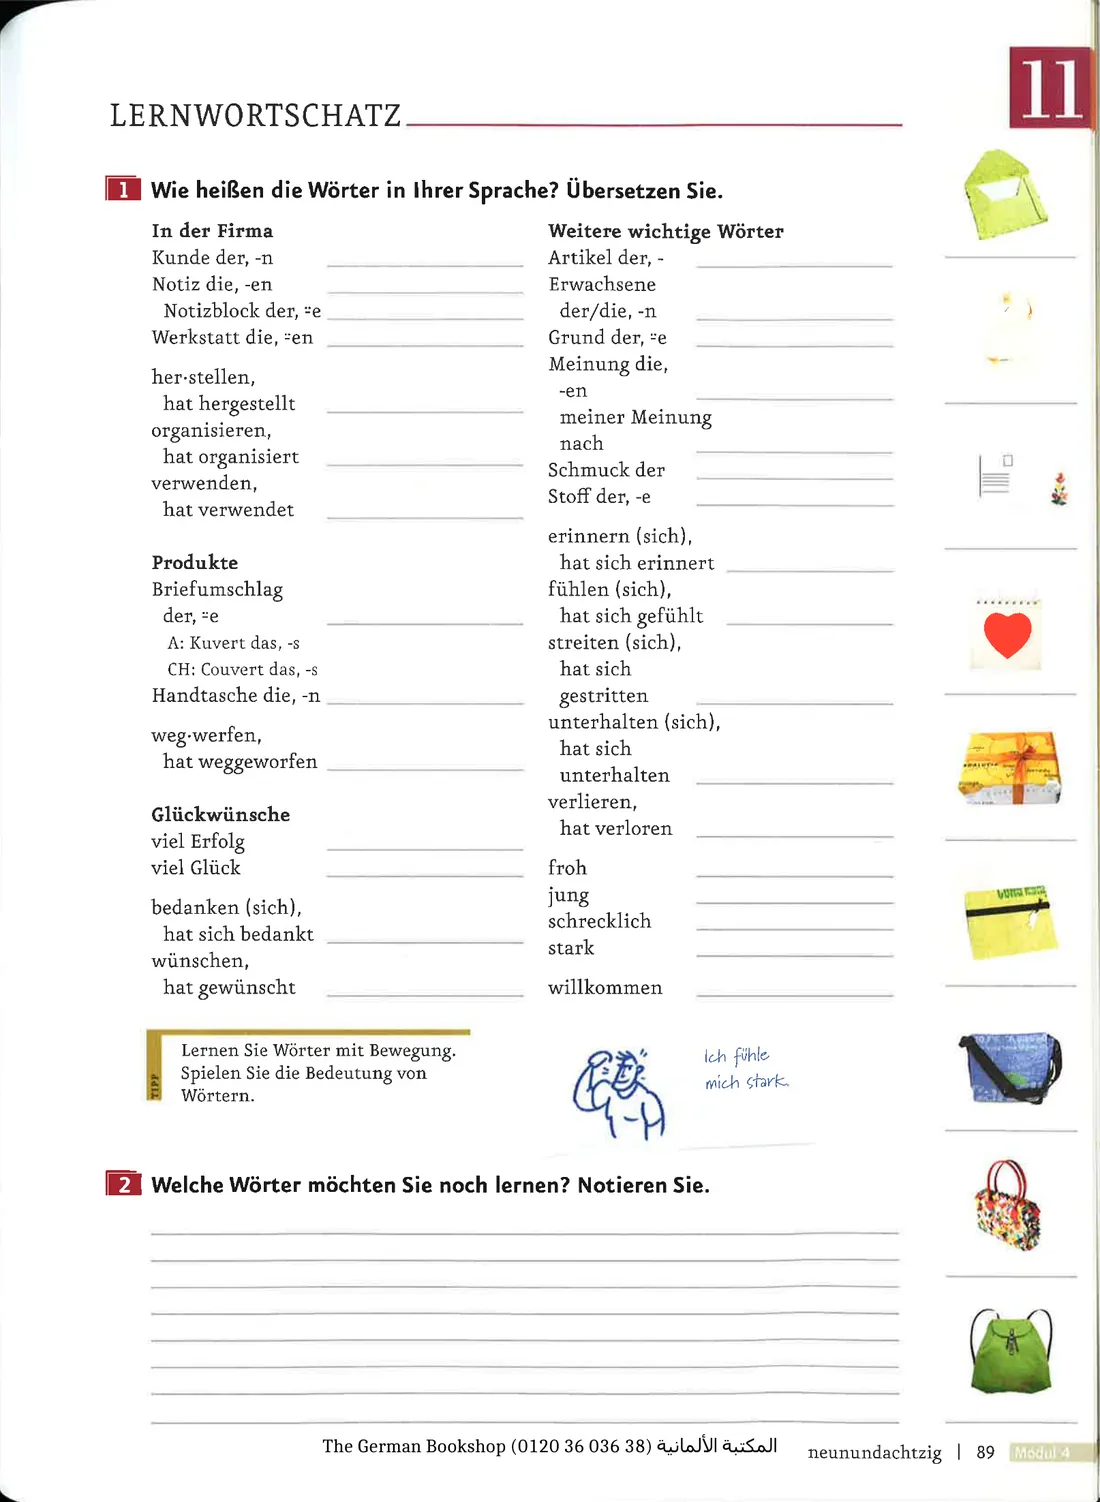 11
LERNWORTSCHATZ
1 Wie heißen die Wörter in Ihrer Sprache? Übersetzen Sie.
In der Firma
Kunde der, -n
Notiz die, -en
Notizblock der, ¨-e
Werkstatt die, ¨-en
her·stellen,
hat hergestellt
organisieren,
hat organisiert
verwenden,
hat verwendet
Produkte
Briefumschlag
der, ¨-e
A: Kuvert das, -s
CH: Couvert das, -s
Handtasche die, -n
weg·werfen,
hat weggeworfen
Glückwünsche
viel Erfolg
viel Glück
bedanken (sich),
hat sich bedankt
wünschen,
hat gewünscht
Weitere wichtige Wörter
Artikel der, -
Erwachsene
der/die, -n
Grund der, ¨-e
Meinung die,
-en
meiner Meinung
nach
Schmuck der
Stoff der, -e
erinnern (sich),
hat sich erinnert
fühlen (sich),
hat sich gefühlt
streiten (sich),
hat sich
gestritten
unterhalten (sich),
hat sich
unterhalten
verlieren,
hat verloren
froh
jung
schrecklich
stark
willkommen
TIPP
Lernen Sie Wörter mit Bewegung.
Spielen Sie die Bedeutung von
Wörtern.
Ich fühle
mich stark.
2 Welche Wörter möchten Sie noch lernen? Notieren Sie.
The German Bookshop (0120 36 036 38) المكتبة الألمانية
neunundachtzig | 89 Modul 4